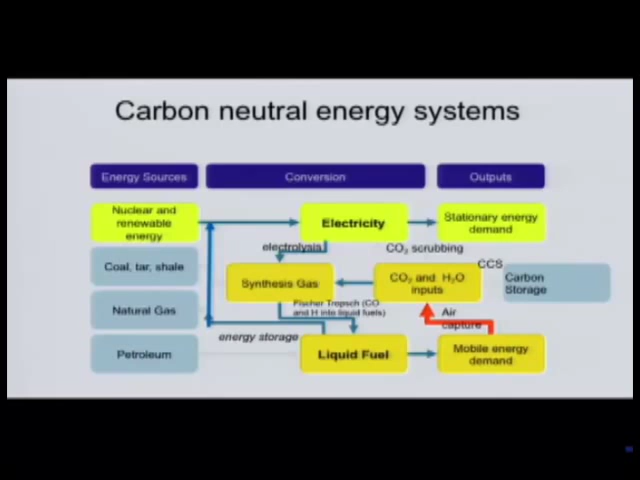 Carbon neutral energy systems
Energy Sources
Conversion
Outputs
Nuclear and
renewable
energy
Electricity
Stationary energy
demand
electrolysis
CO₂ scrubbing
Coal, tar, shale
Synthesis Gas
CO₂ and H₂O
inputs
CCS
Carbon
Storage
Natural Gas
Fischer Tropsch (CO
and H into liquid fuels)
Air
capture
energy storage
Petroleum
Liquid Fuel
Mobile energy
demand